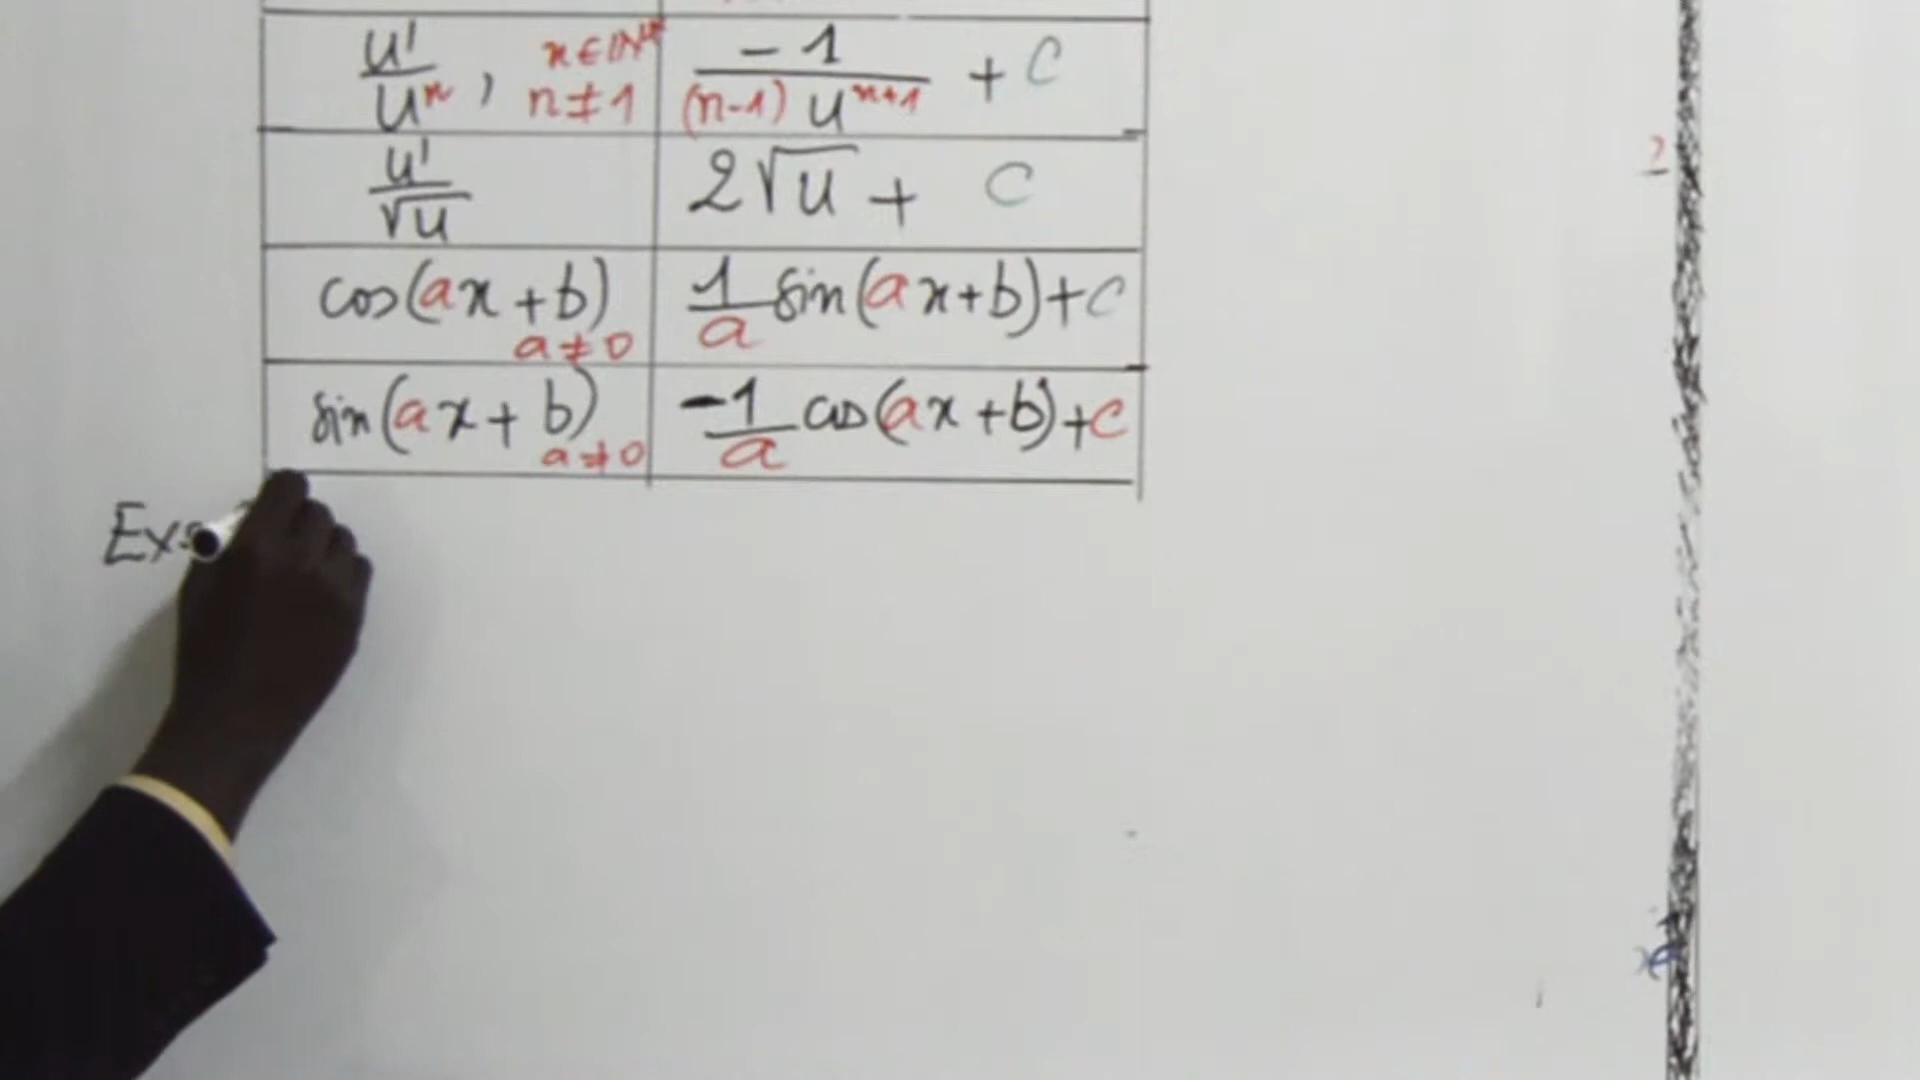 u'/uⁿ, n∈ℕ* n≠1 | -1/((n-1) uⁿ⁺¹) + C
u'/√u | 2√u + C
cos(ax+b) a≠0 | 1/a sin(ax+b)+C
sin(ax+b) a≠0 | -1/a cos(ax+b)+C
Ex